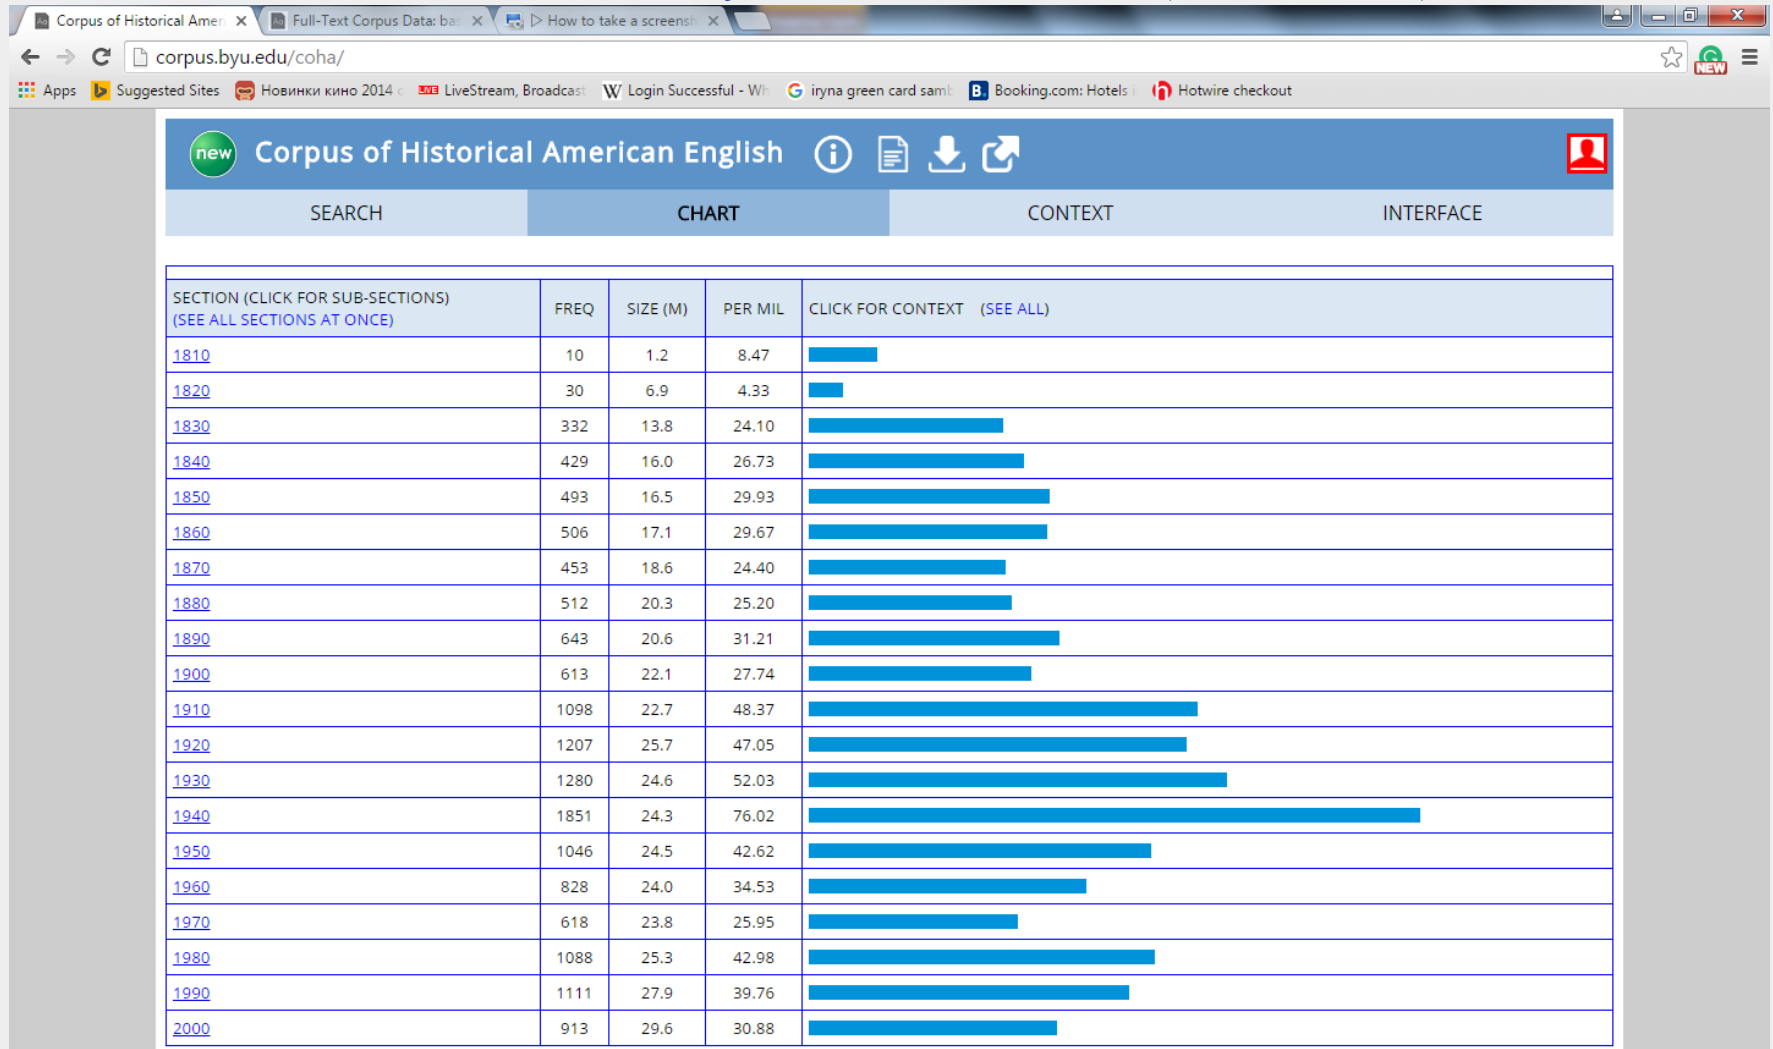 Corpus of Historical Ameri
Full-Text Corpus Data: bas
How to take a screensh
corpus.byu.edu/coha/
NEW
Apps Suggested Sites Новинки кино 2014 LIVE LiveStream, Broadcast W Login Successful - Wh G iryna green card samb B. Booking.com: Hotels i Hotwire checkout
new Corpus of Historical American English
SEARCH CHART CONTEXT INTERFACE
SECTION (CLICK FOR SUB-SECTIONS)
(SEE ALL SECTIONS AT ONCE)
FREQ SIZE (M) PER MIL CLICK FOR CONTEXT (SEE ALL)
1810 10 1.2 8.47
1820 30 6.9 4.33
1830 332 13.8 24.10
1840 429 16.0 26.73
1850 493 16.5 29.93
1860 506 17.1 29.67
1870 453 18.6 24.40
1880 512 20.3 25.20
1890 643 20.6 31.21
1900 613 22.1 27.74
1910 1098 22.7 48.37
1920 1207 25.7 47.05
1930 1280 24.6 52.03
1940 1851 24.3 76.02
1950 1046 24.5 42.62
1960 828 24.0 34.53
1970 618 23.8 25.95
1980 1088 25.3 42.98
1990 1111 27.9 39.76
2000 913 29.6 30.88